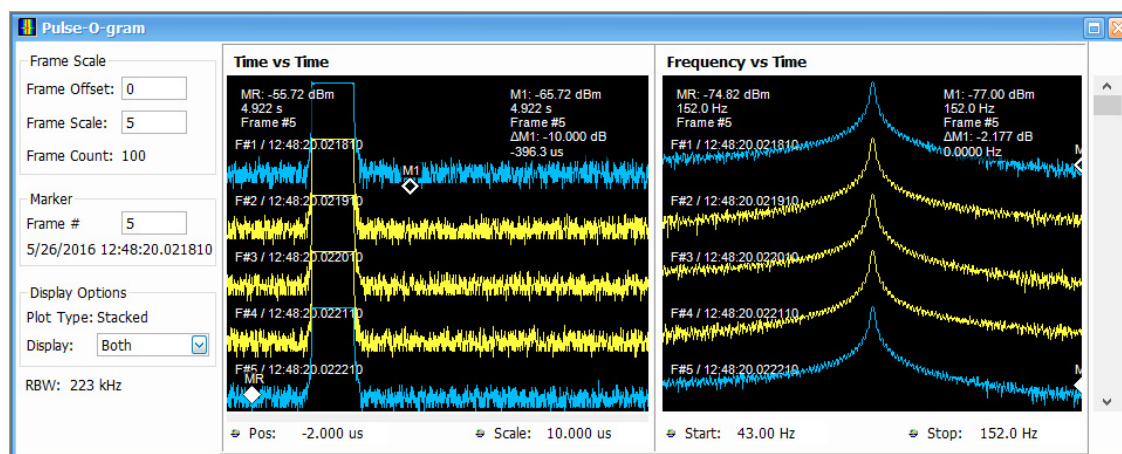 Pulse-O-gram
Frame Scale
Frame Offset: 0
Frame Scale: 5
Frame Count: 100
Marker
Frame # 5
5/26/2016 12:48:20.021810
Display Options
Plot Type: Stacked
Display: Both
RBW: 223 kHz
Time vs Time
MR: -55.72 dBm
4.922 s
Frame #5
M1: -65.72 dBm
4.922 s
Frame #5
ΔM1: -10.000 dB
-396.3 us
F#1 / 12:48:20.021810
M1
F#2 / 12:48:20.021910
F#3 / 12:48:20.022010
F#4 / 12:48:20.022110
F#5 / 12:48:20.022210
MR
Pos: -2.000 us
Scale: 10.000 us
Frequency vs Time
MR: -74.82 dBm
152.0 Hz
Frame #5
M1: -77.00 dBm
152.0 Hz
Frame #5
ΔM1: -2.177 dB
0.0000 Hz
F#1 / 12:48:20.021810
M
F#2 / 12:48:20.021910
F#3 / 12:48:20.022010
F#4 / 12:48:20.022110
F#5 / 12:48:20.022210
M
Start: 43.00 Hz
Stop: 152.0 Hz